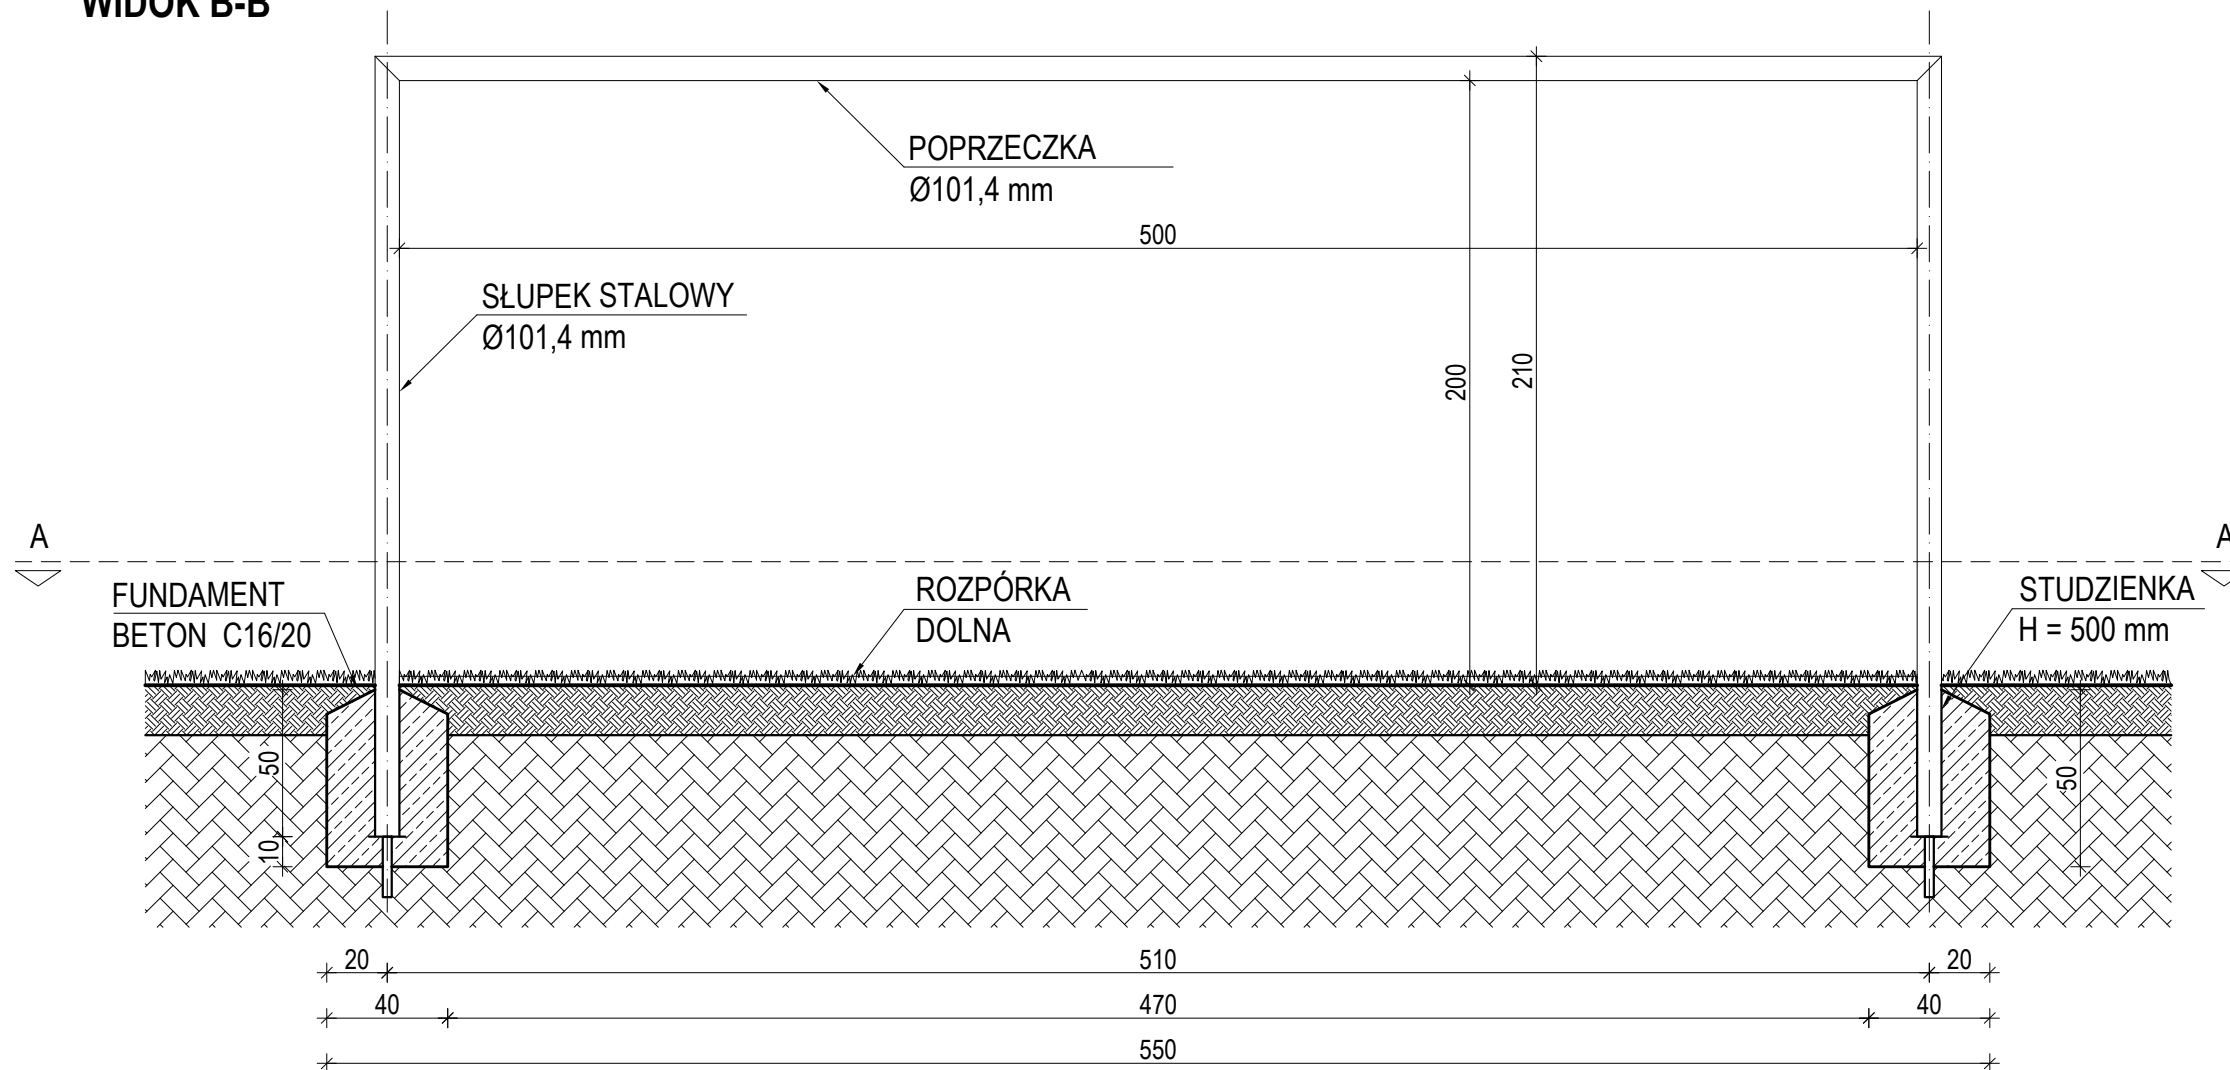 WIDOK B-B
POPRZECZKA
Ø101,4 mm
500
SŁUPEK STALOWY
Ø101,4 mm
200
210
A
A
FUNDAMENT
BETON C16/20
ROZPÓRKA
DOLNA
STUDZIENKA
H = 500 mm
50
10
50
20
510
20
40
470
40
550